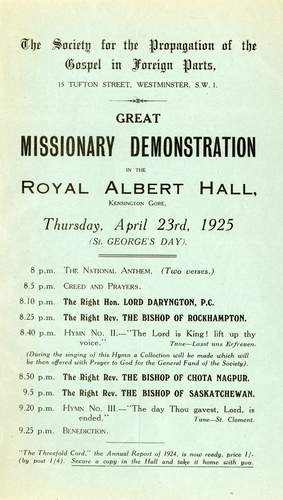 The Society for the Propagation of the
Gospel in Foreign Parts,
15 TUFTON STREET, WESTMINSTER, S.W. 1.
GREAT
MISSIONARY DEMONSTRATION
IN THE
ROYAL ALBERT HALL,
KENSINGTON GORE,
Thursday, April 23rd, 1925
(ST. GEORGE'S DAY).
8 p.m. THE NATIONAL ANTHEM. (Two verses.)
8.5 p.m. CREED AND PRAYERS.
8.10 p.m. The Right Hon. LORD DARYNGTON, P.C.
8.25 p.m. The Right Rev. THE BISHOP OF ROCKHAMPTON.
8.40 p.m. HYMN NO. II.—"The Lord is King! lift up thy
voice." Tune—Lasst uns Erfreuen.
(During the singing of this Hymn a Collection will be made which will
be then offered with Prayer to God for the General Fund of the Society).
8.50 p.m. The Right Rev. THE BISHOP OF CHOTA NAGPUR.
9.5 p.m. The Right Rev. THE BISHOP OF SASKATCHEWAN.
9.20 p.m. HYMN NO. III.—"The day Thou gavest, Lord, is
ended." Tune—St. Clement.
9.25 p.m. BENEDICTION.
"The Threefold Cord," the Annual Report of 1924, is now ready, price 1/-
(by post 1/4). Secure a copy in the Hall and take it home with you.